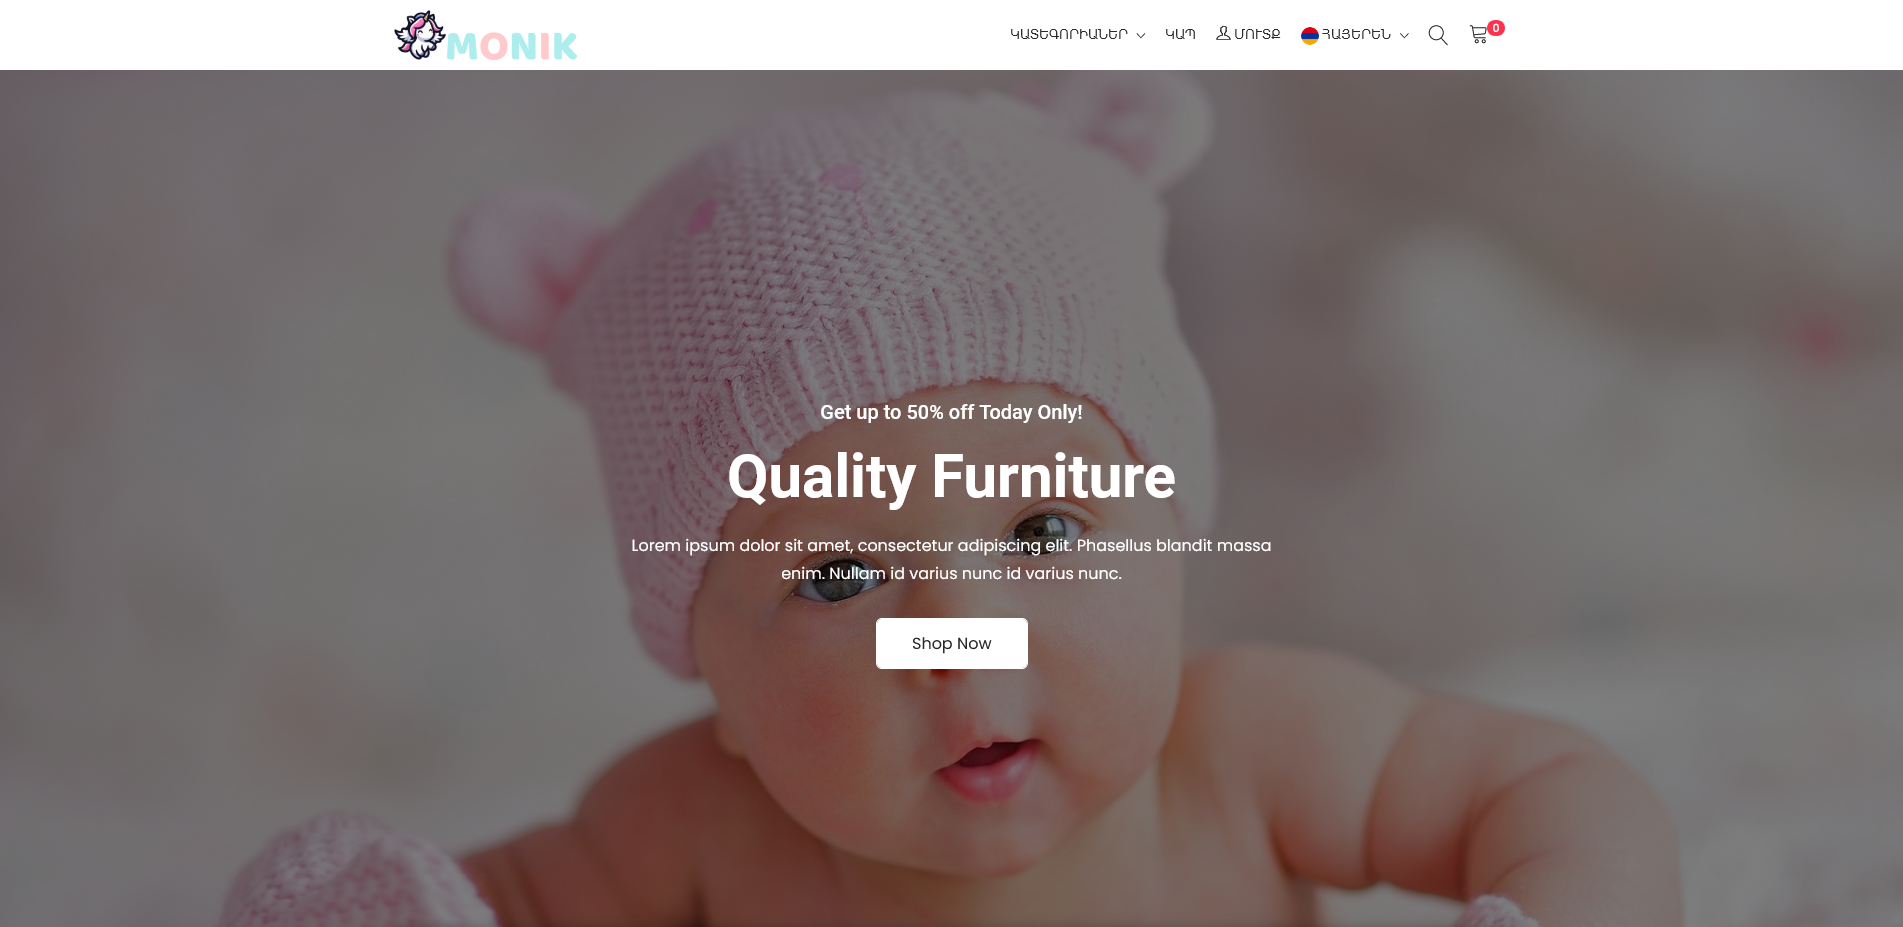 MONIK
ԿԱՏԵԳՈՐԻԱՆԵՐ ԿԱՊ ՄՈՒՏՔ ՀԱՅԵՐԵՆ 0
Get up to 50% off Today Only!
Quality Furniture
Lorem ipsum dolor sit amet, consectetur adipiscing elit. Phasellus blandit massa
enim. Nullam id varius nunc id varius nunc.
Shop Now